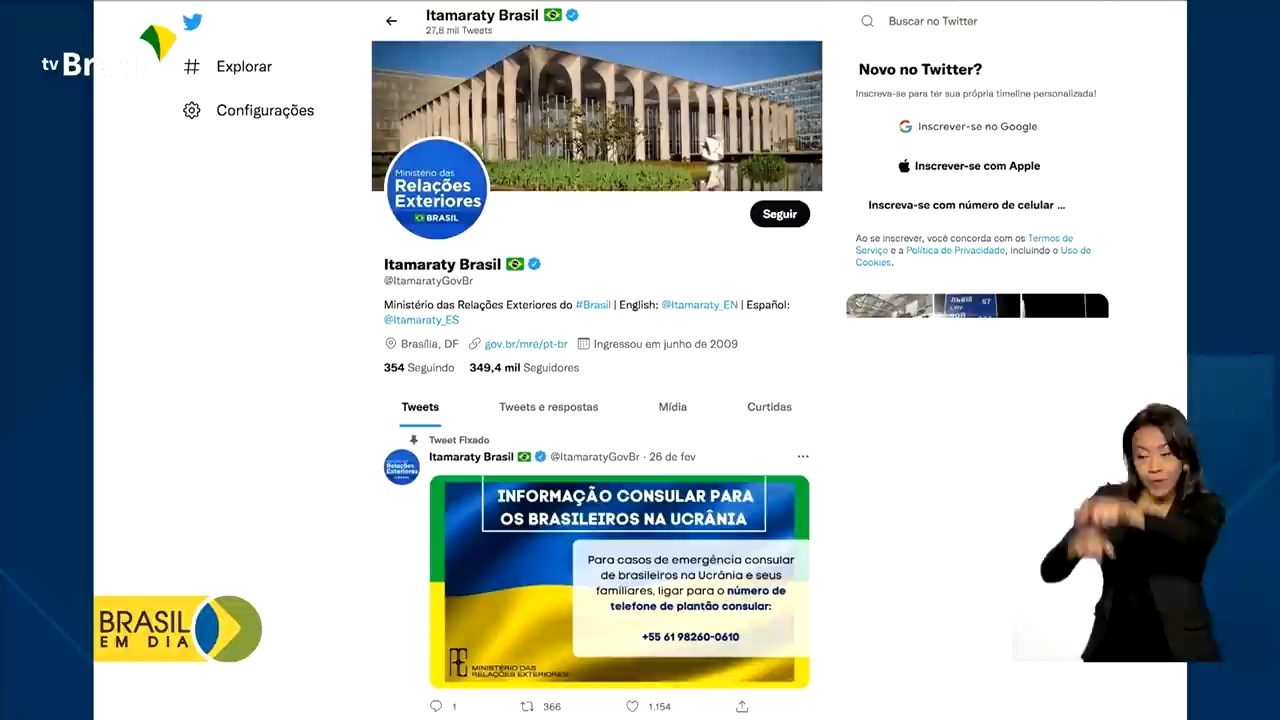 tv Brasil
Explorar
Configurações
Itamaraty Brasil
27,8 mil Tweets
Ministério das
Relações
Exteriores
BRASIL
Seguir
Itamaraty Brasil
@ItamaratyGovBr
Ministério das Relações Exteriores do #Brasil | English: @Itamaraty_EN | Español:
@Itamaraty_ES
Brasília, DF gov.br/mre/pt-br Ingressou em junho de 2009
354 Seguindo 349,4 mil Seguidores
Tweets Tweets e respostas Mídia Curtidas
Tweet Fixado
Itamaraty Brasil @ItamaratyGovBr · 26 de fev
Relações
Exteriores
INFORMAÇÃO CONSULAR PARA
OS BRASILEIROS NA UCRÂNIA
Para casos de emergência consular
de brasileiros na Ucrânia e seus
familiares, ligar para o número de
telefone de plantão consular:
+55 61 98260-0610
MINISTÉRIO DAS
RELAÇÕES EXTERIORES
1 366 1.154
Buscar no Twitter
Novo no Twitter?
Inscreva-se para ter sua própria timeline personalizada!
Inscrever-se no Google
Inscrever-se com Apple
Inscreva-se com número de celular ...
Ao se inscrever, você concorda com os Termos de
Serviço e a Política de Privacidade, incluindo o Uso de
Cookies.
BRASIL
EM DIA